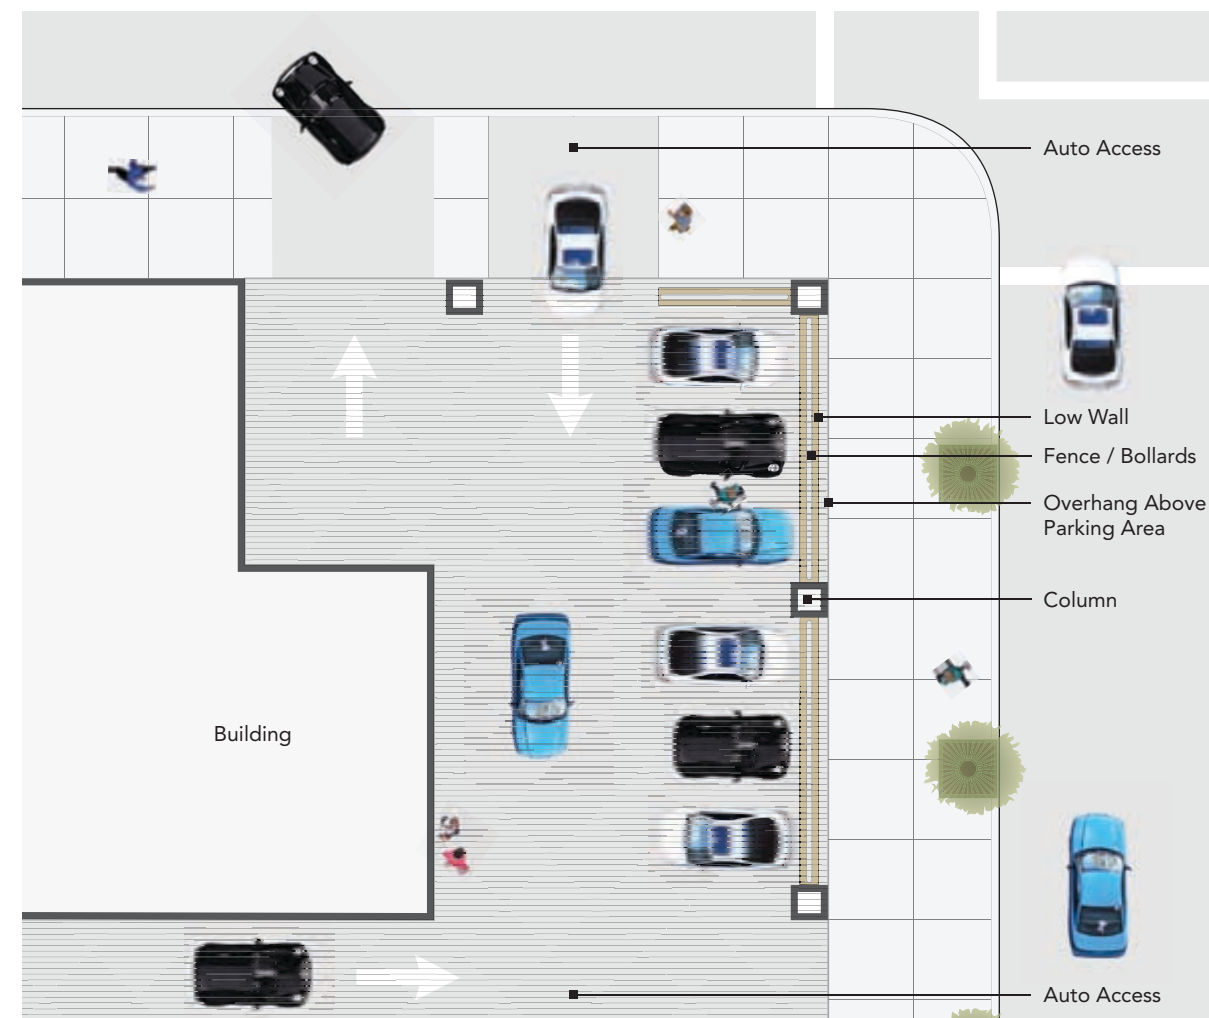 Auto Access
Low Wall
Fence / Bollards
Overhang Above
Parking Area
Column
Building
Auto Access